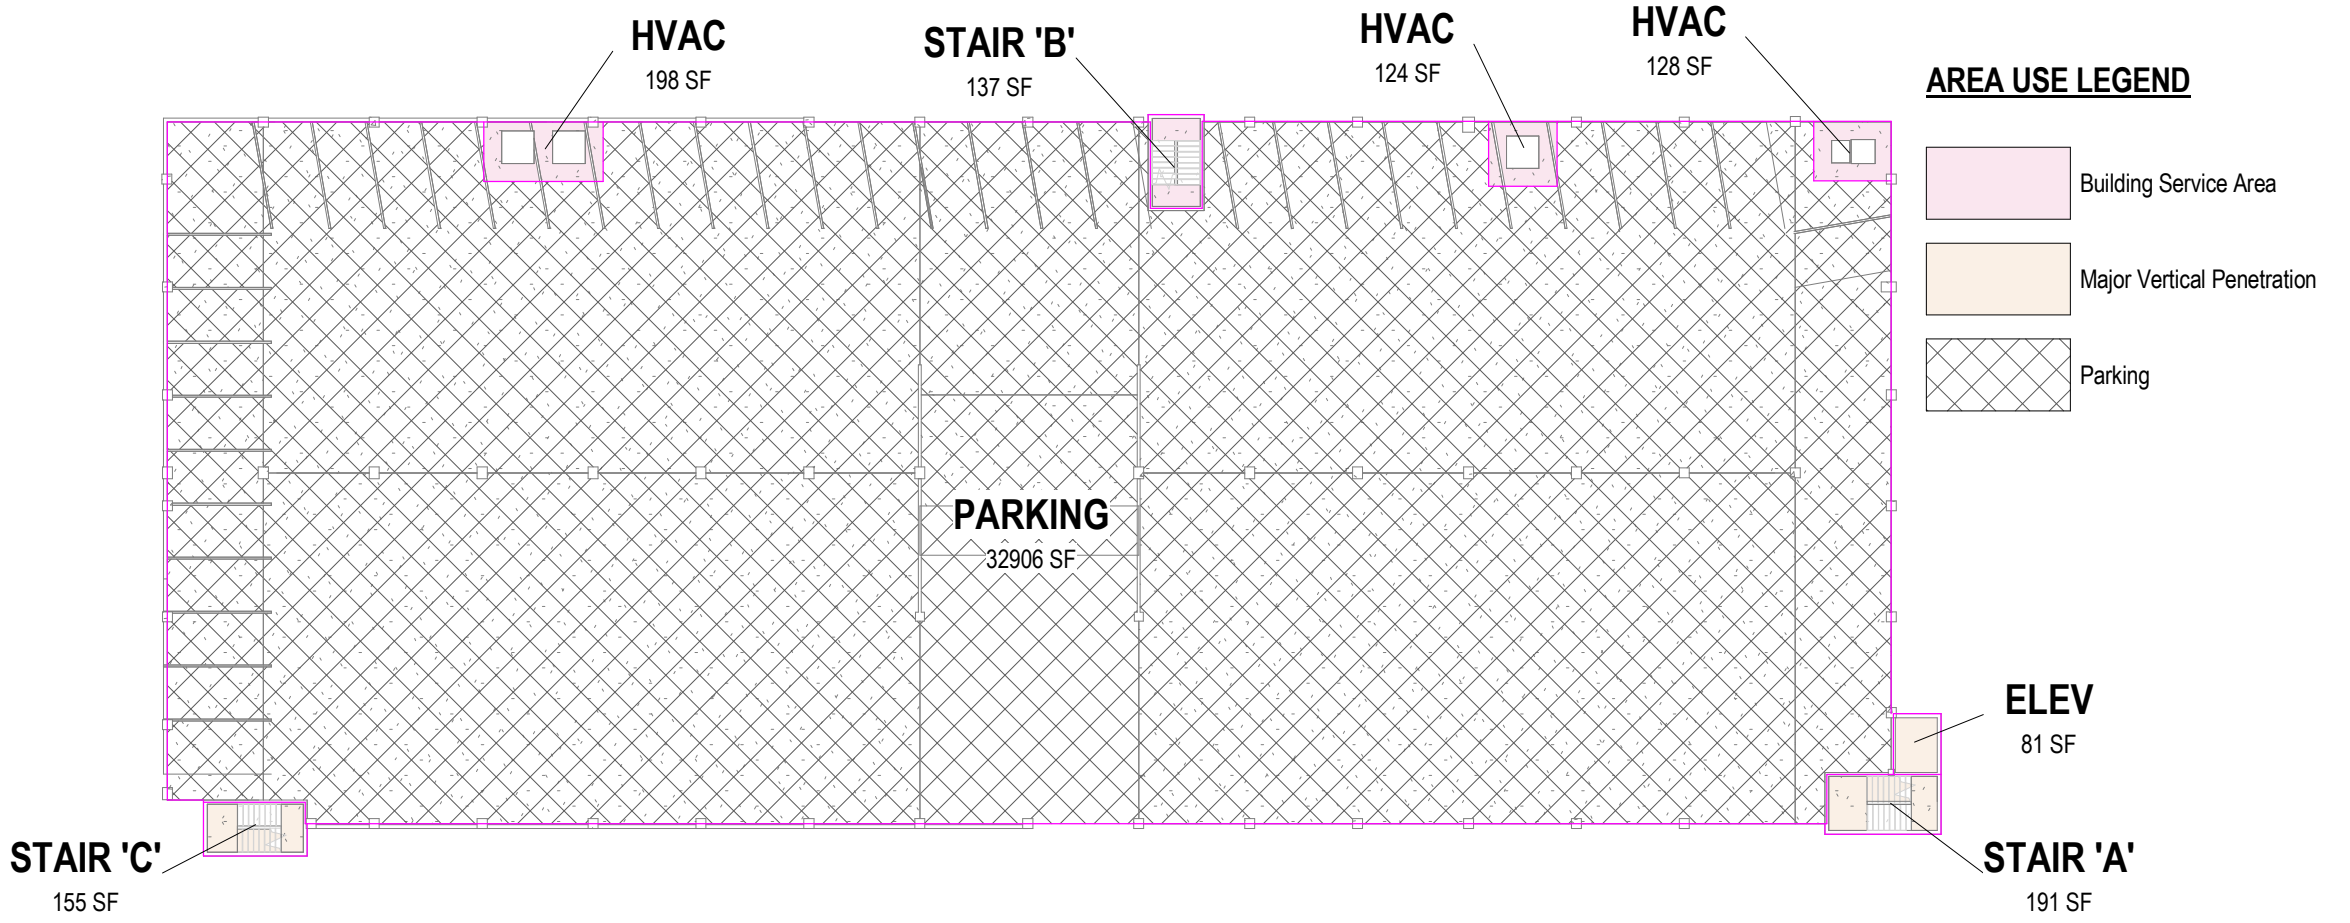 HVAC
198 SF
STAIR 'B'
137 SF
HVAC
124 SF
HVAC
128 SF
AREA USE LEGEND
Building Service Area
Major Vertical Penetration
Parking
PARKING
32906 SF
ELEV
81 SF
STAIR 'C'
155 SF
STAIR 'A'
191 SF